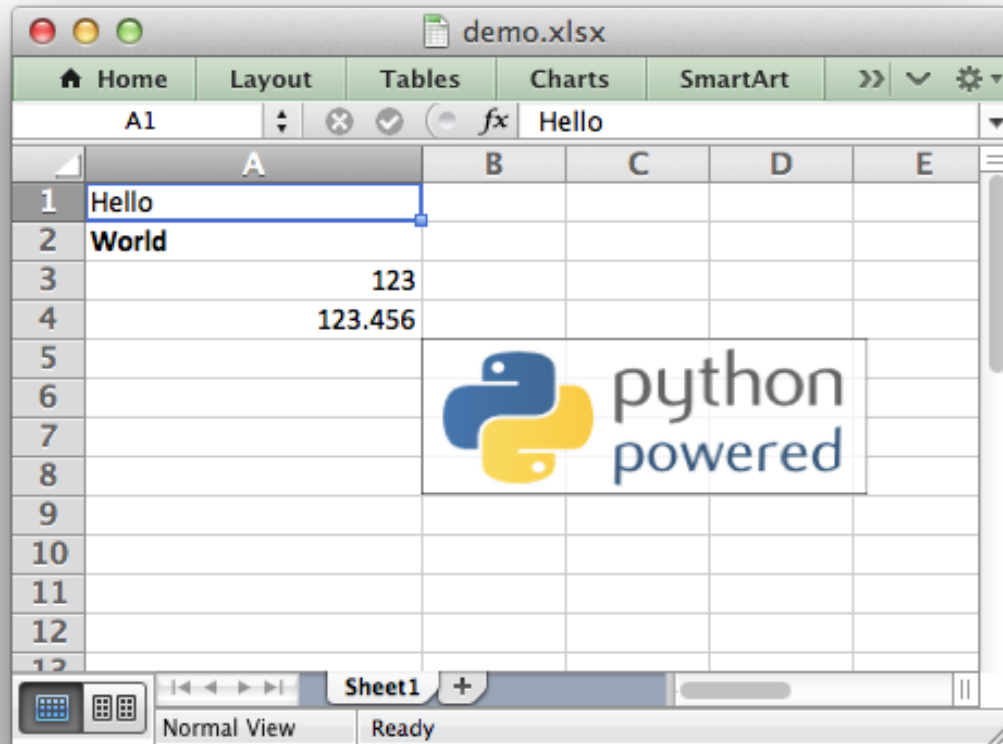 demo.xlsx
Home Layout Tables Charts SmartArt
A1 fx Hello
A B C D E
1 Hello
2 World
3 123
4 123.456
5
6
7
8
9
10
11
12
13
python
powered
Sheet1 +
Normal View Ready